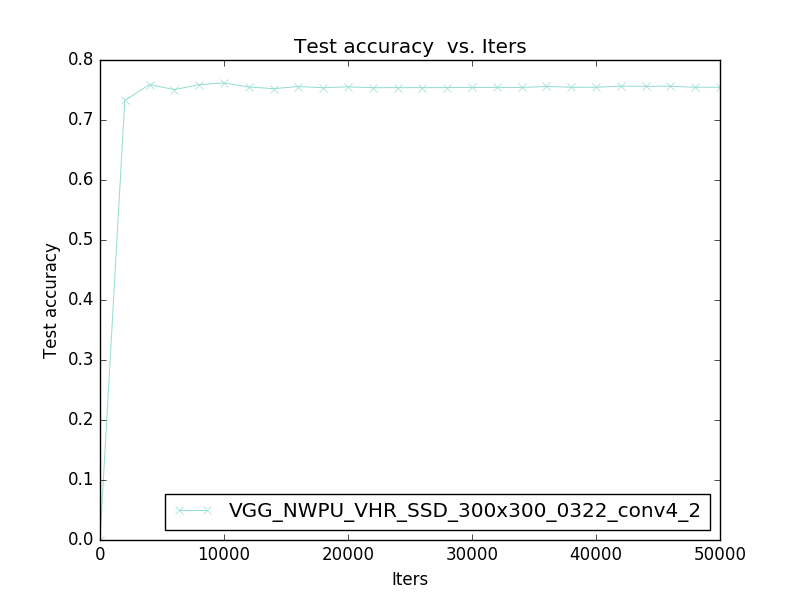 Test accuracy  vs. Iters
0.8
0.7
0.6
0.5
0.4
0.3
0.2
0.1
0.0
Test accuracy
VGG_NWPU_VHR_SSD_300x300_0322_conv4_2
0 10000 20000 30000 40000 50000
Iters